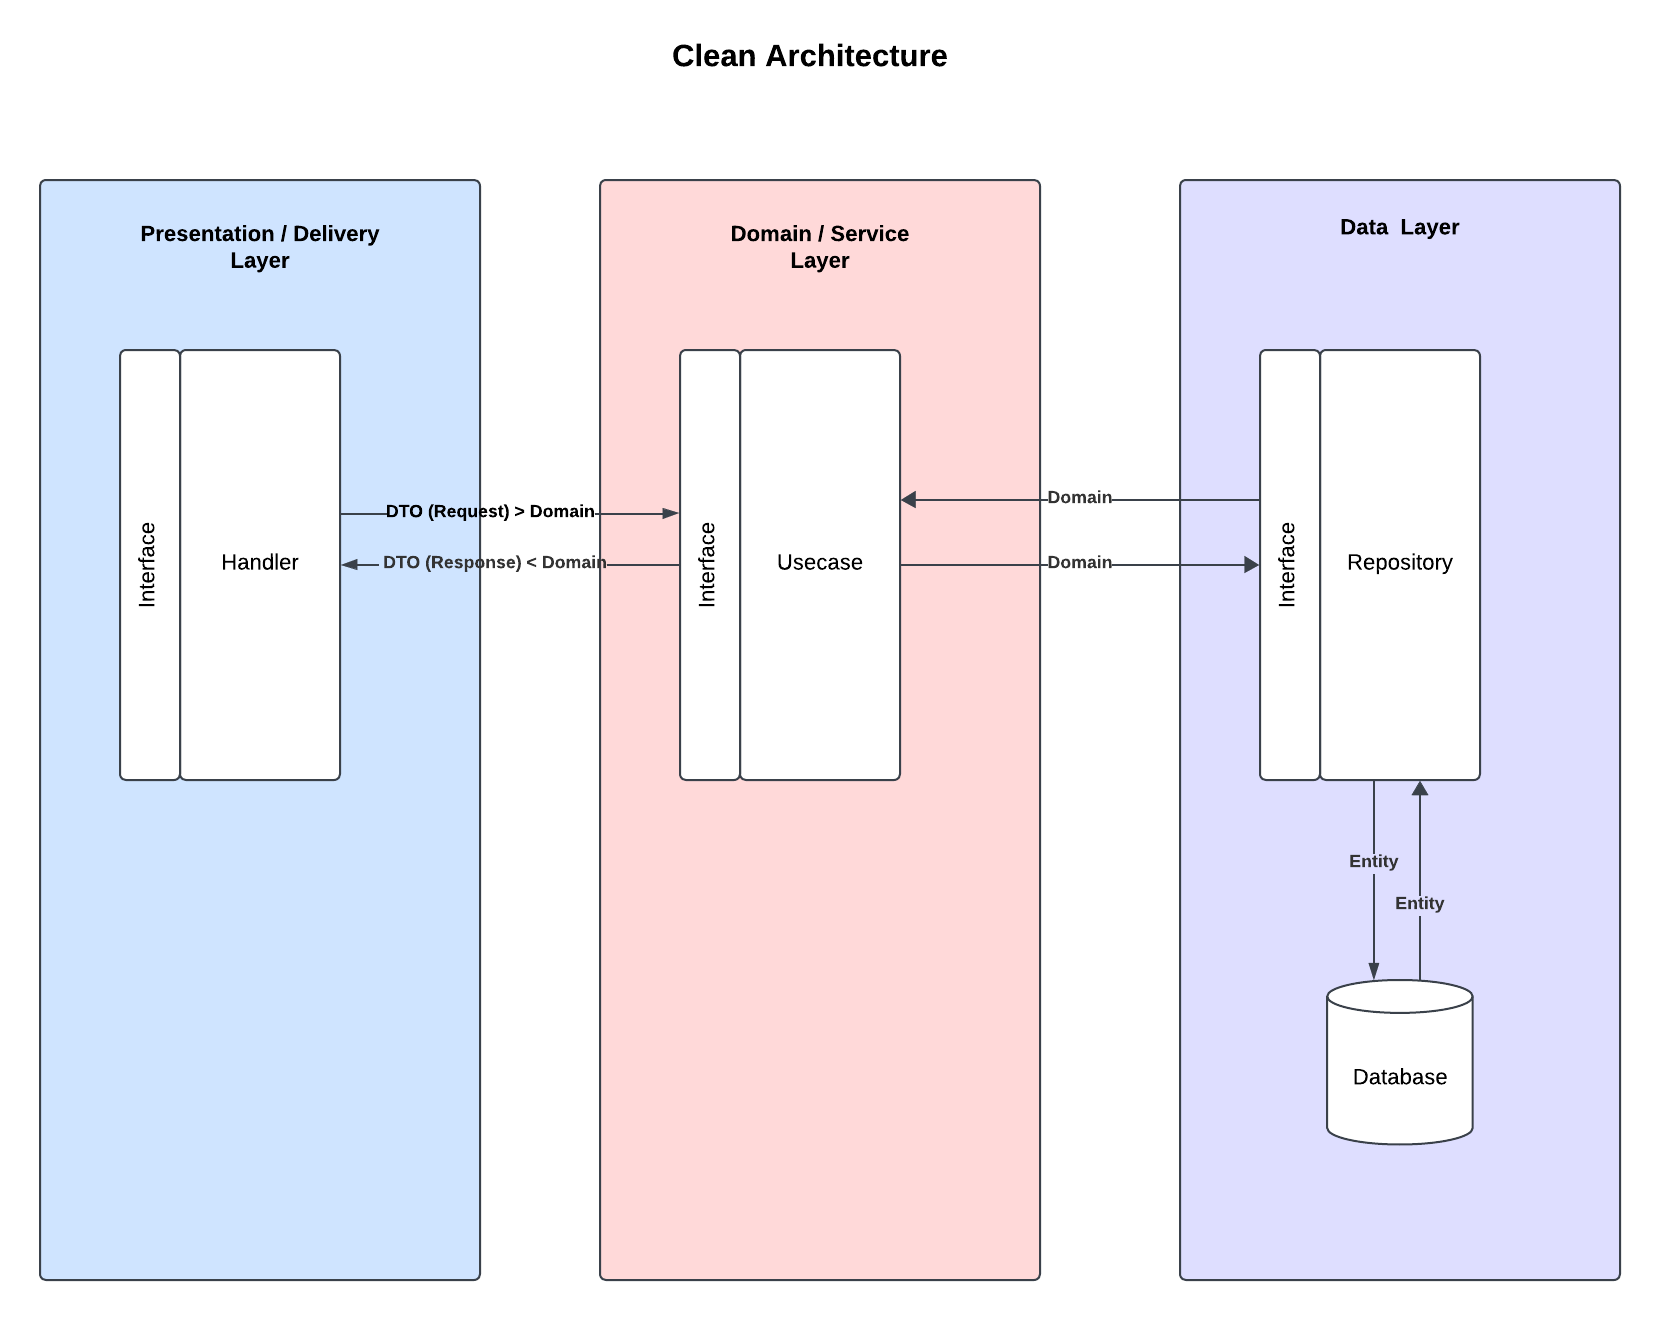 Clean Architecture
Presentation / Delivery
Layer
Interface
Handler
DTO (Request) > Domain
DTO (Response) < Domain
Domain / Service
Layer
Interface
Usecase
Domain
Domain
Data  Layer
Interface
Repository
Entity
Entity
Database